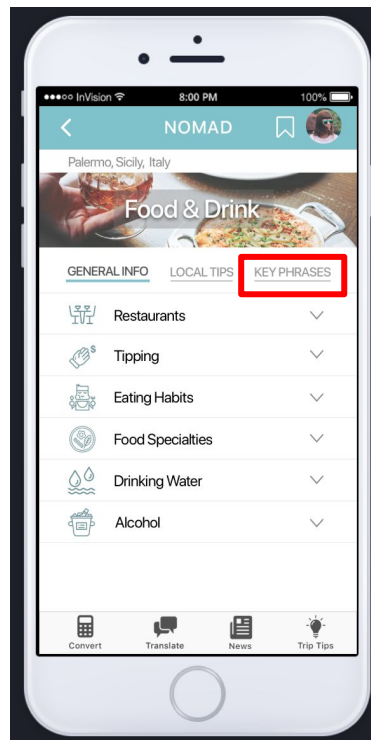 InVision 8:00 PM 100%
NOMAD
Palermo, Sicily, Italy
Food & Drink
GENERAL INFO LOCAL TIPS KEY PHRASES
Restaurants
$ Tipping
Eating Habits
Food Specialties
Drinking Water
Alcohol
Convert Translate News Trip Tips